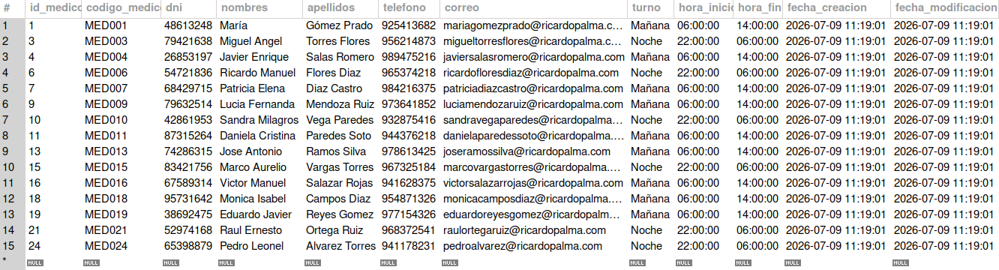 # id_medicc codigo_medic dni nombres apellidos telefono correo turno hora_inici hora_fin fecha_creacion fecha_modificacion
1 1 MED001 48613248 María Gómez Prado 925413682 mariagomezprado@ricardopalma.c... Mañana 06:00:00 14:00:00 2026-07-09 11:19:01 2026-07-09 11:19:01
2 3 MED003 79421638 Miguel Angel Torres Flores 956214873 migueltorresflores@ricardopalma.c... Noche 22:00:00 06:00:00 2026-07-09 11:19:01 2026-07-09 11:19:01
3 4 MED004 26853197 Javier Enrique Salas Romero 989475216 javiersalasromero@ricardopalma.com Mañana 06:00:00 14:00:00 2026-07-09 11:19:01 2026-07-09 11:19:01
4 6 MED006 54721836 Ricardo Manuel Flores Diaz 965374218 ricardofloresdiaz@ricardopalma.com Noche 22:00:00 06:00:00 2026-07-09 11:19:01 2026-07-09 11:19:01
5 7 MED007 68429715 Patricia Elena Diaz Castro 984216375 patriciadiazcastro@ricardopalma.com Mañana 06:00:00 14:00:00 2026-07-09 11:19:01 2026-07-09 11:19:01
6 9 MED009 79632514 Lucia Fernanda Mendoza Ruiz 973641852 luciamendozaruiz@ricardopalma.com Mañana 06:00:00 14:00:00 2026-07-09 11:19:01 2026-07-09 11:19:01
7 10 MED010 42861953 Sandra Milagros Vega Paredes 932875416 sandravegaparedes@ricardopalma... Noche 22:00:00 06:00:00 2026-07-09 11:19:01 2026-07-09 11:19:01
8 11 MED011 87315264 Daniela Cristina Paredes Soto 944376218 danielaparedessoto@ricardopalma.... Mañana 06:00:00 14:00:00 2026-07-09 11:19:01 2026-07-09 11:19:01
9 13 MED013 74286315 Jose Antonio Ramos Silva 978613425 joseramossilva@ricardopalma.com Mañana 06:00:00 14:00:00 2026-07-09 11:19:01 2026-07-09 11:19:01
10 15 MED015 83421756 Marco Aurelio Vargas Torres 967325184 marcovargastorres@ricardopalma.... Noche 22:00:00 06:00:00 2026-07-09 11:19:01 2026-07-09 11:19:01
11 16 MED016 67589314 Victor Manuel Salazar Rojas 941628375 victorsalazarrojas@ricardopalma.com Mañana 06:00:00 14:00:00 2026-07-09 11:19:01 2026-07-09 11:19:01
12 18 MED018 95731642 Monica Isabel Campos Diaz 954871326 monicacamposdiaz@ricardopalma.... Mañana 06:00:00 14:00:00 2026-07-09 11:19:01 2026-07-09 11:19:01
13 19 MED019 38692475 Eduardo Javier Reyes Gomez 977154326 eduardoreyesgomez@ricardopalma... Mañana 06:00:00 14:00:00 2026-07-09 11:19:01 2026-07-09 11:19:01
14 21 MED021 52974168 Raul Ernesto Ortega Ruiz 968372541 raulortegaruiz@ricardopalma.com Noche 22:00:00 06:00:00 2026-07-09 11:19:01 2026-07-09 11:19:01
15 24 MED024 65398879 Pedro Leonel Alvarez Torres 941178231 pedroalvarez@ricardopalma.com Noche 22:00:00 06:00:00 2026-07-09 11:19:01 2026-07-09 11:19:01
* NULL NULL NULL NULL NULL NULL NULL NULL NULL NULL NULL NULL